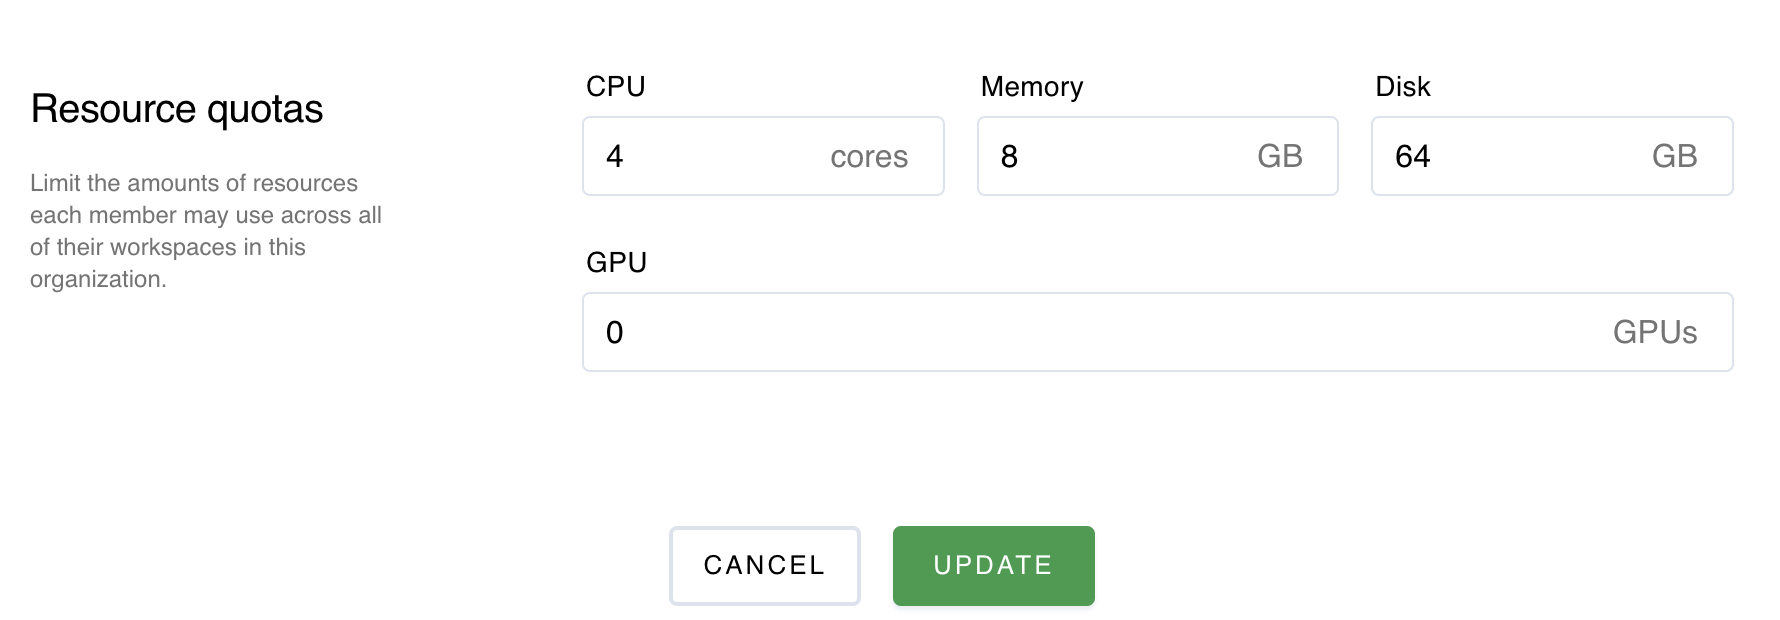 Resource quotas
Limit the amounts of resources
each member may use across all
of their workspaces in this
organization.
CPU
4 cores
Memory
8 GB
Disk
64 GB
GPU
0 GPUs
CANCEL
UPDATE